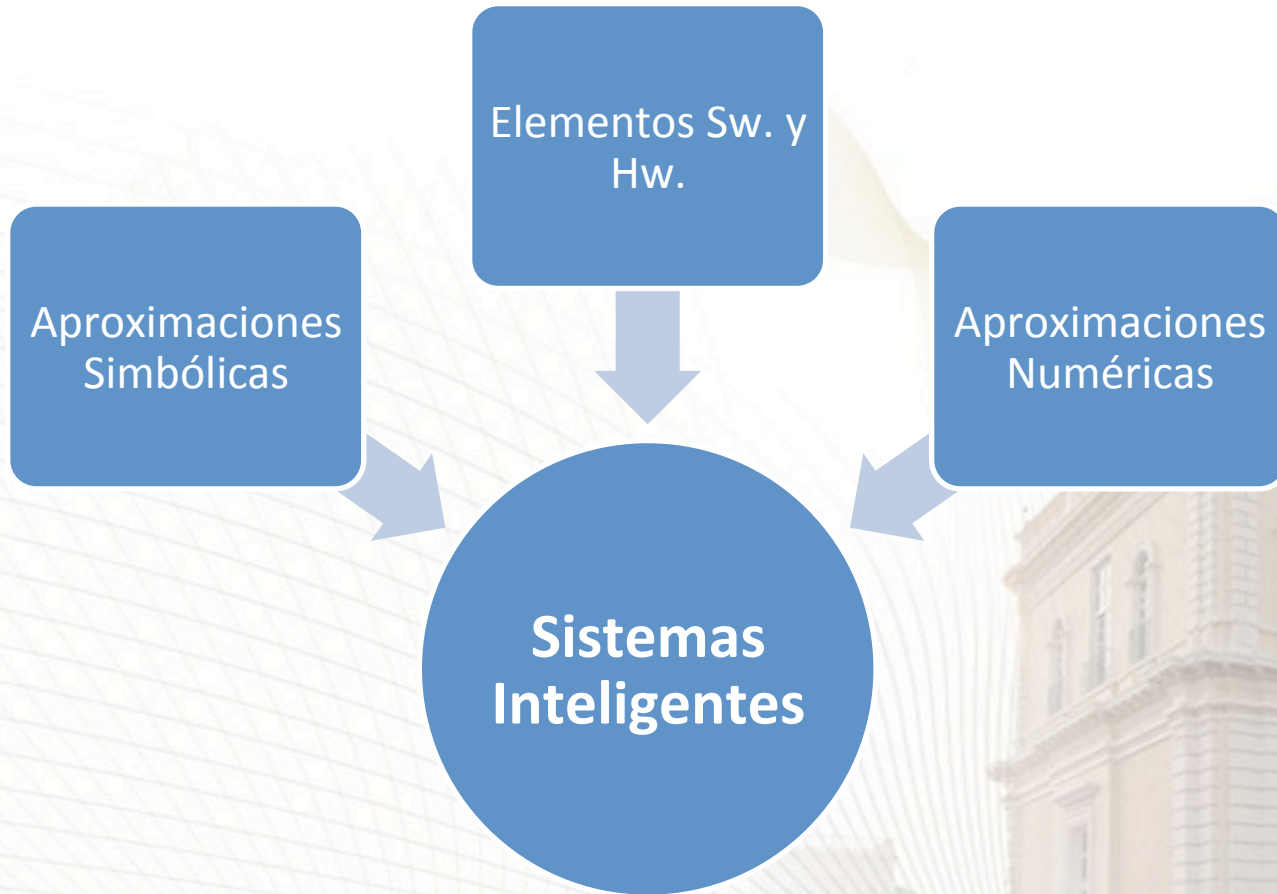 Elementos Sw. y
Hw.
Aproximaciones
Simbólicas
Aproximaciones
Numéricas
Sistemas
Inteligentes